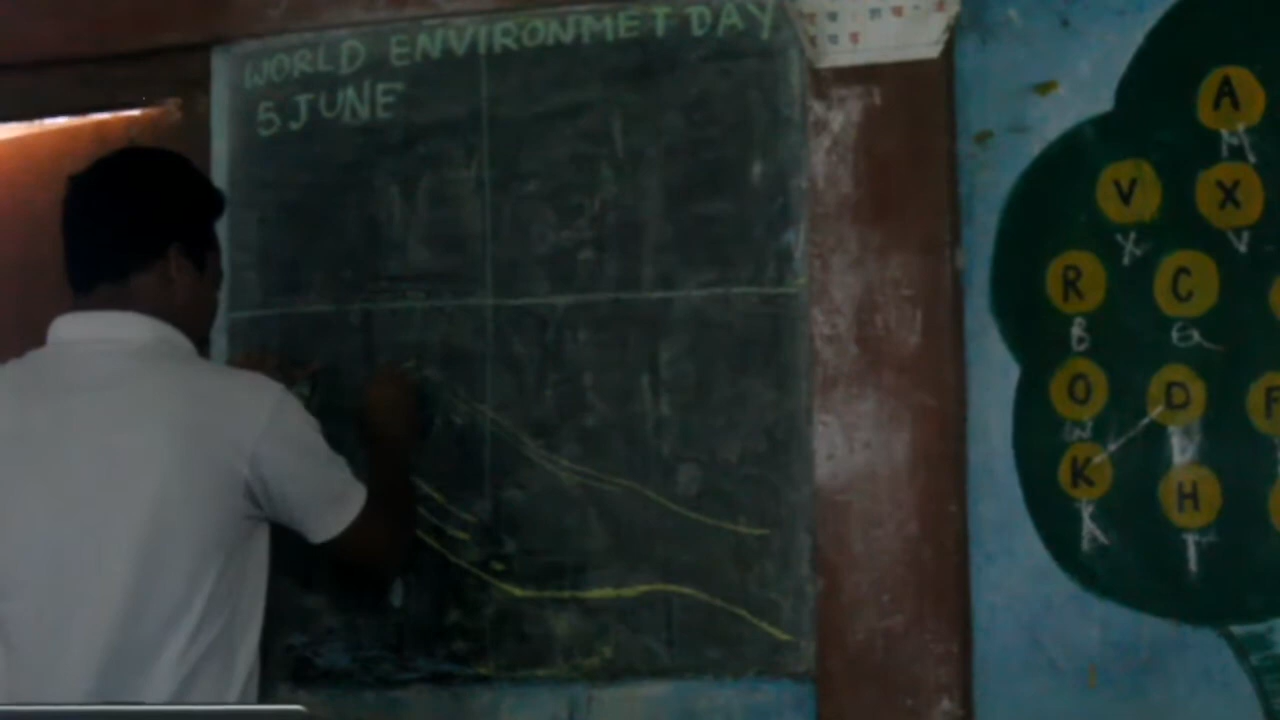 WORLD ENVIRONMET DAY
5 JUNE
A
M
V X
X V
R C
B G
O D
W D
K H
K T